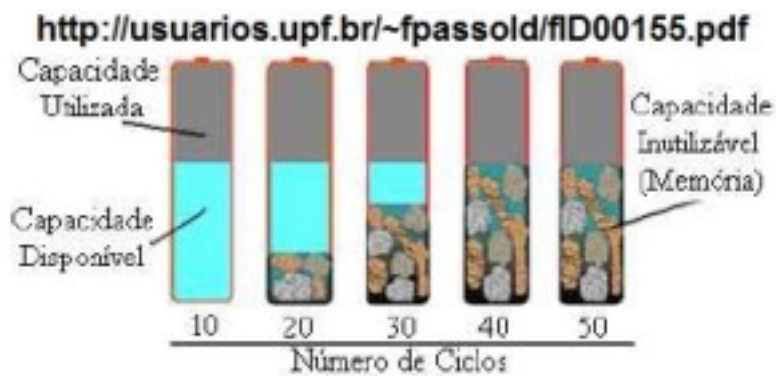 http://usuarios.upf.br/~fpassold/fID00155.pdf
Capacidade
Utilizada
Capacidade
Disponível
Capacidade
Inutilizável
(Memória)
10 20 30 40 50
Número de Ciclos